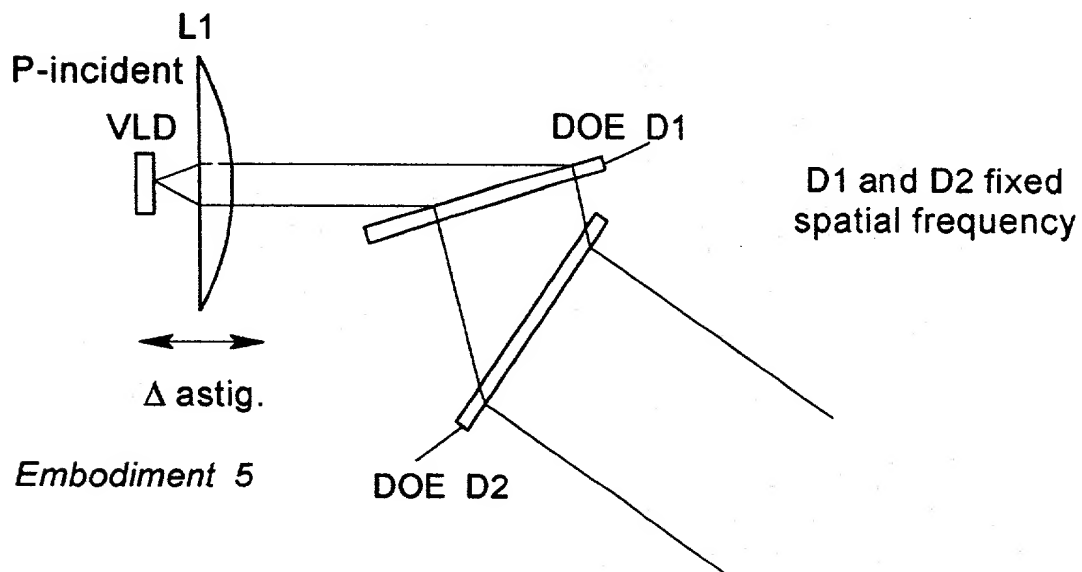 L1
P-incident
VLD
DOE D1
D1 and D2 fixed
spatial frequency
Δ astig.
Embodiment 5
DOE D2